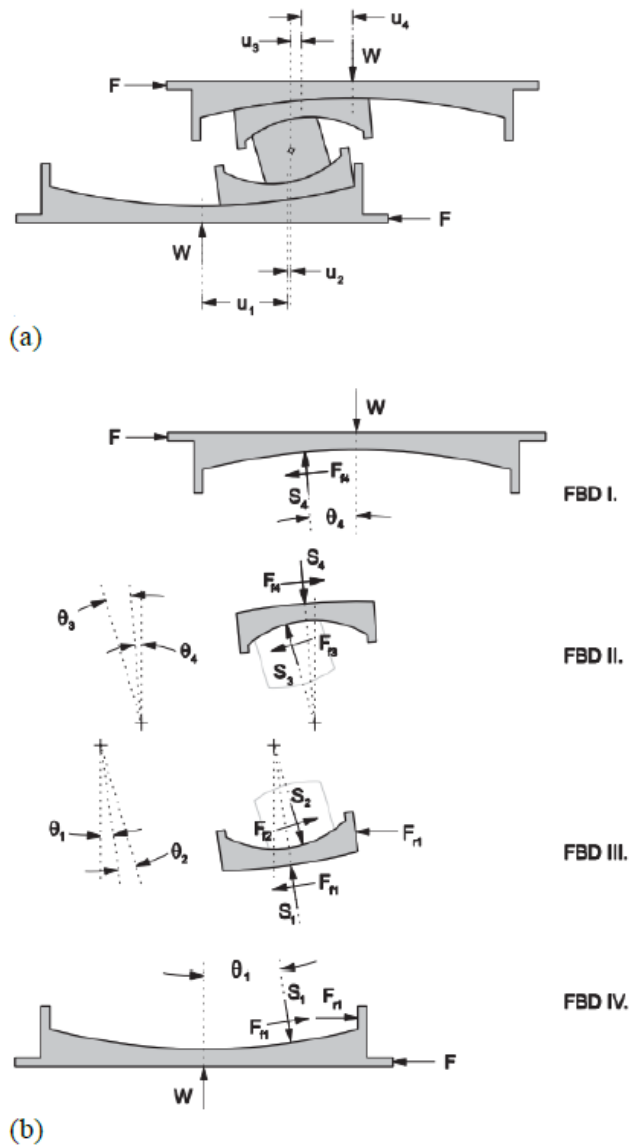 u₄
u₃
W
F
F
W
u₂
u₁
(a)
W
F
Ff4
S₄
θ₄
FBD I.
S₄
Ff4
θ₃
θ₄
Ff3
S₃
FBD II.
θ₁
θ₂
S₂
Ff2
Fr1
Ff1
S₁
FBD III.
θ₁
S₁
Fr1
Ff1
FBD IV.
F
W
(b)